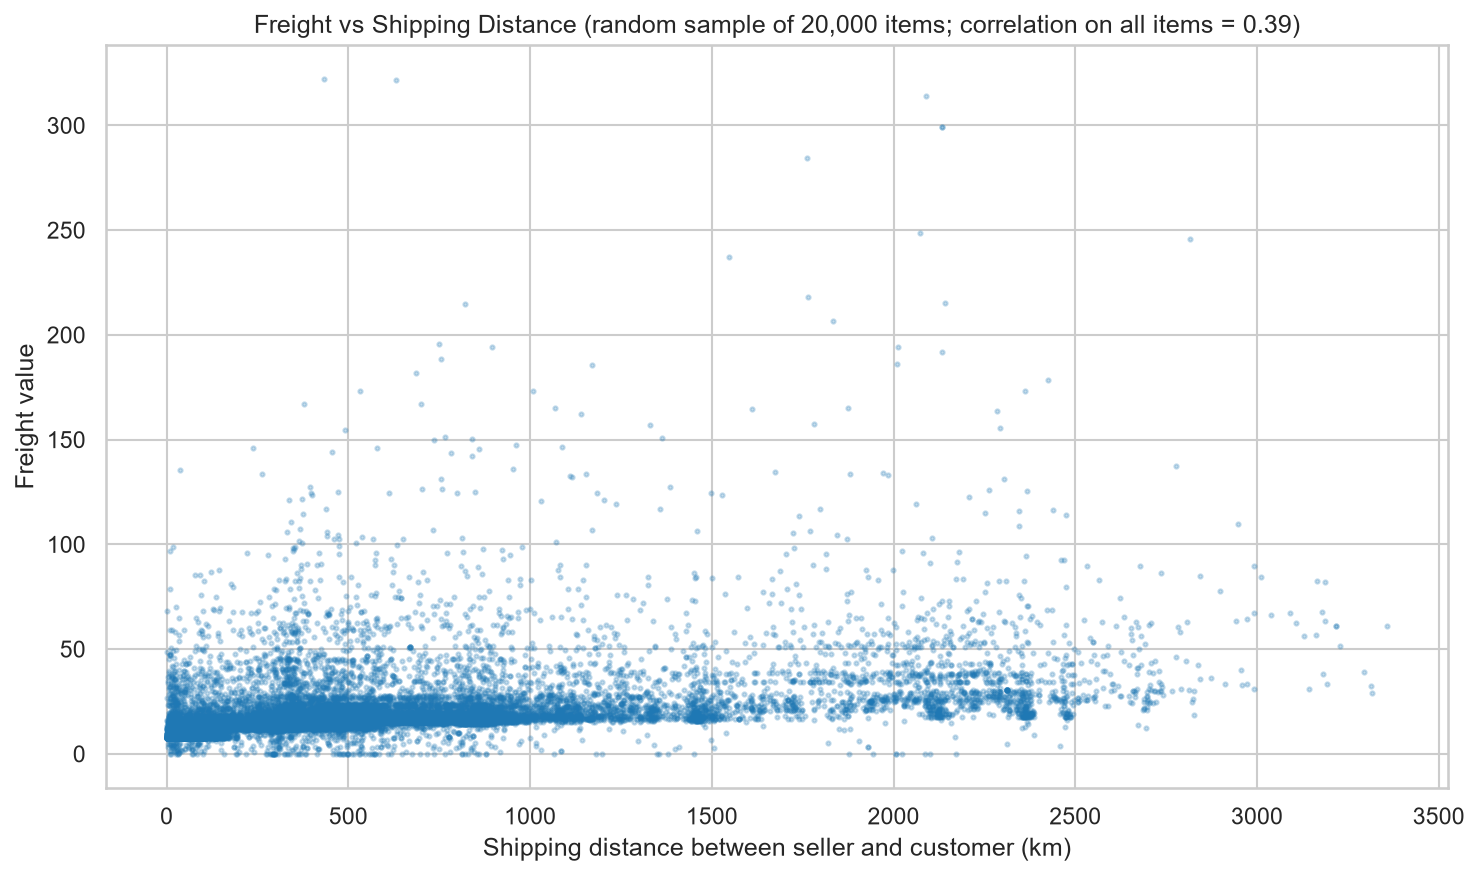 Freight vs Shipping Distance (random sample of 20,000 items; correlation on all items = 0.39)
Freight value
300
250
200
150
100
50
0
0 500 1000 1500 2000 2500 3000 3500
Shipping distance between seller and customer (km)